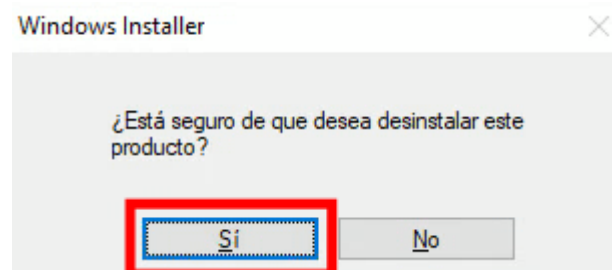 Windows Installer
¿Está seguro de que desea desinstalar este
producto?
Sí
No